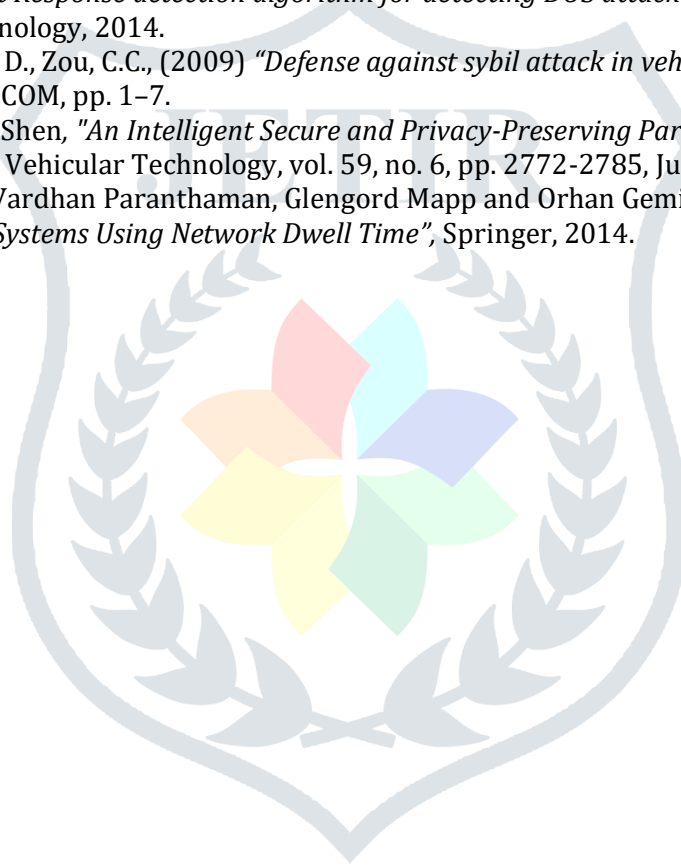 Response detection algorithm for detecting DOS attack
nology, 2014.
D., Zou, C.C., (2009) “Defense against sybil attack in veh
COM, pp. 1–7.
Shen, "An Intelligent Secure and Privacy-Preserving Par
Vehicular Technology, vol. 59, no. 6, pp. 2772-2785, Ju
Vardhan Paranthaman, Glengord Mapp and Orhan Gemi
Systems Using Network Dwell Time”, Springer, 2014.
JETIR